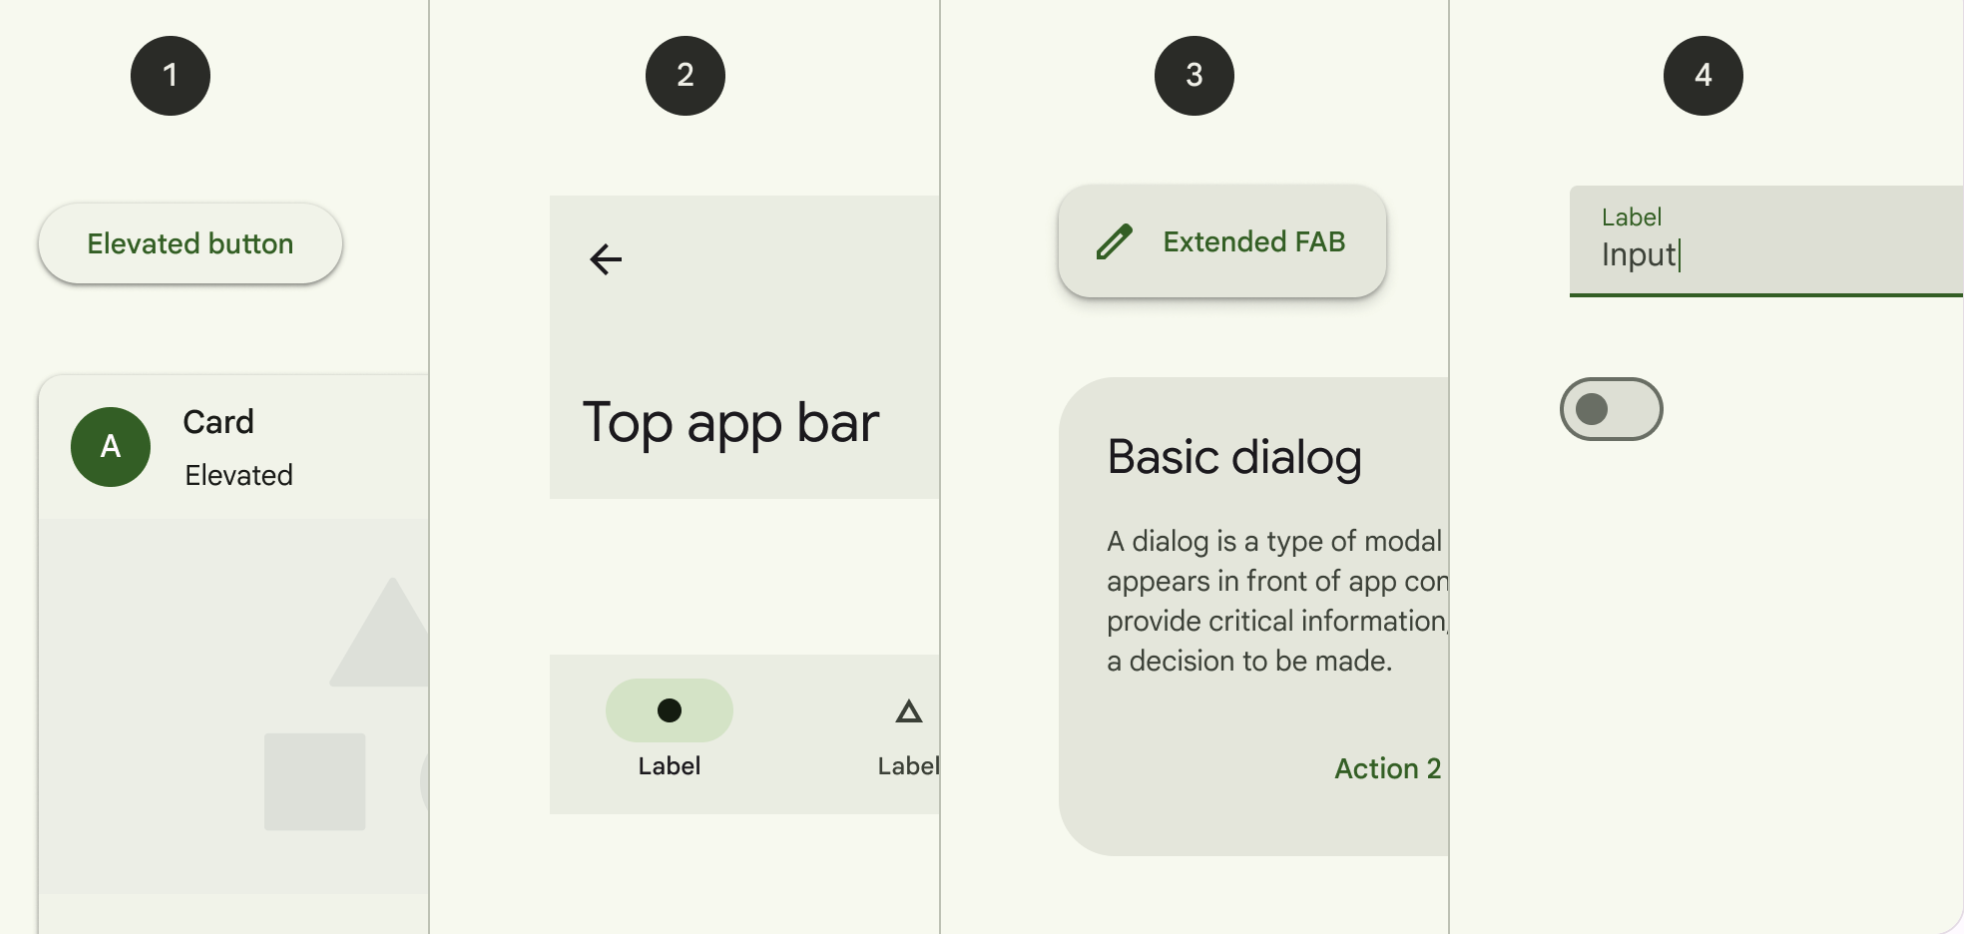 1
Elevated button
A
Card
Elevated
2
Top app bar
Label
Label
3
Extended FAB
Basic dialog
A dialog is a type of modal
appears in front of app con
provide critical information,
a decision to be made.
Action 2
4
Label
Input